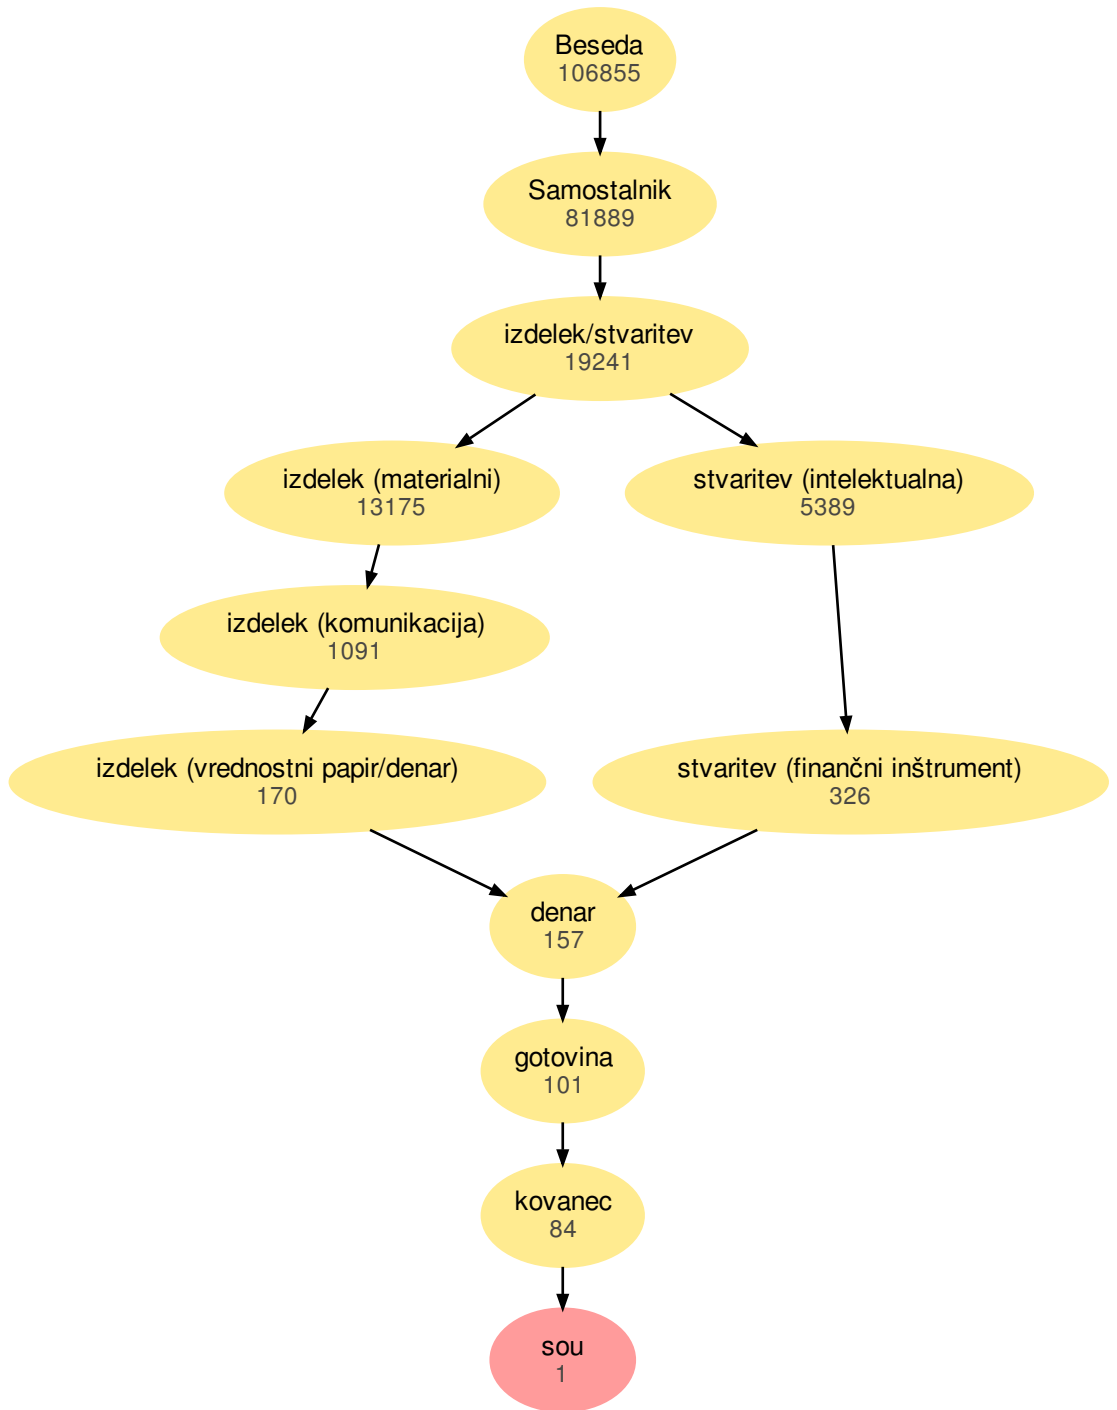 Beseda
106855
Samostalnik
81889
izdelek/stvaritev
19241
izdelek (materialni)
13175
stvaritev (intelektualna)
5389
izdelek (komunikacija)
1091
izdelek (vrednostni papir/denar)
170
stvaritev (finančni inštrument)
326
denar
157
gotovina
101
kovanec
84
sou
1